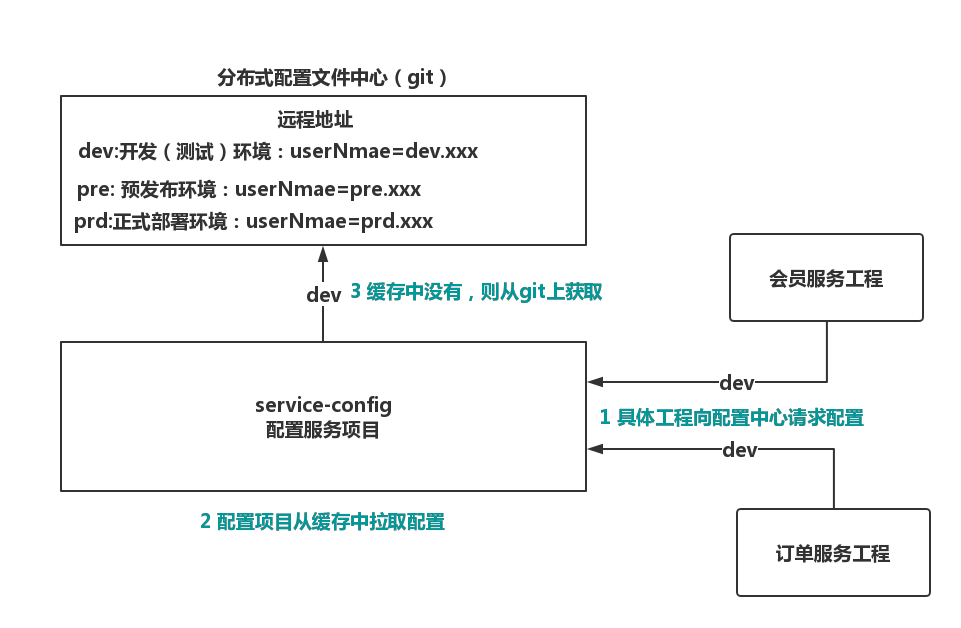 分布式配置文件中心（git）
远程地址
dev:开发（测试）环境：userNmae=dev.xxx
pre: 预发布环境：userNmae=pre.xxx
prd:正式部署环境：userNmae=prd.xxx
dev
3 缓存中没有，则从git上获取
会员服务工程
dev
service-config
配置服务项目
1 具体工程向配置中心请求配置
dev
2 配置项目从缓存中拉取配置
订单服务工程